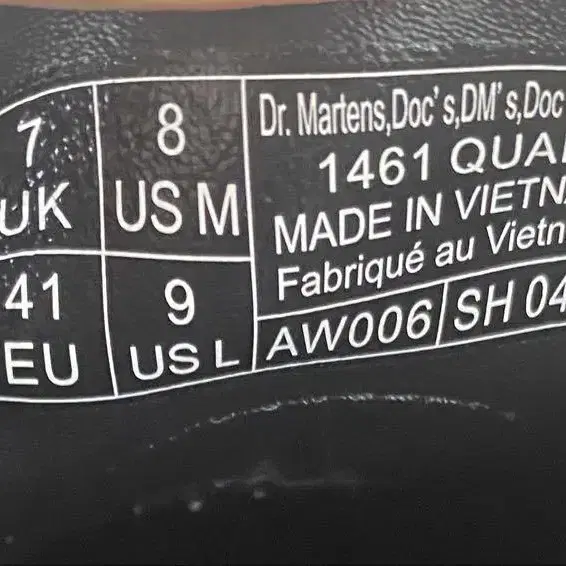 7
UK
8
US M
41
EU
9
US L
Dr. Martens,Doc's,DM's,Doc
1461 QUA
MADE IN VIETN
Fabriqué au Vietn
AW006
SH 04